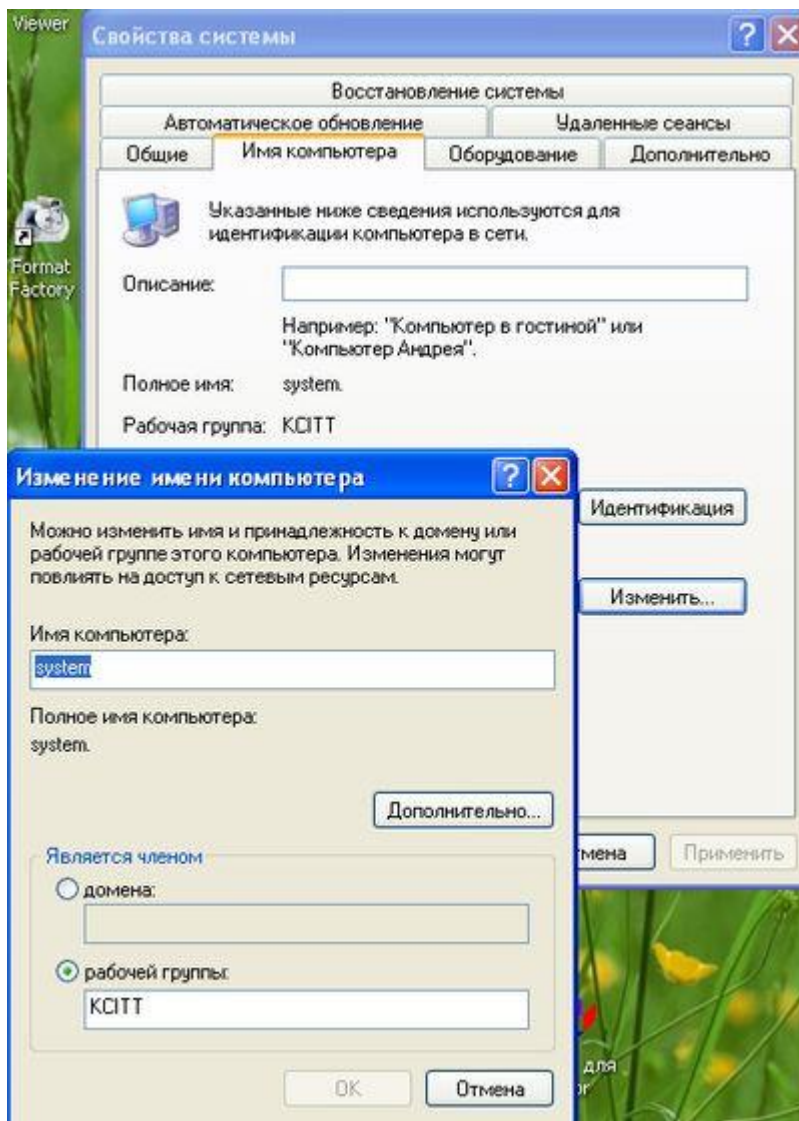 Viewer
Свойства системы
Восстановление системы
Автоматическое обновление
Удаленные сеансы
Общие
Имя компьютера
Оборудование
Дополнительно
Указанные ниже сведения используются для
идентификации компьютера в сети.
Format
Factory
Описание:
Например: "Компьютер в гостиной" или
"Компьютер Андрея".
Полное имя: system.
Рабочая группа: KCITT
Идентификация
Изменить...
Применить
Изменение имени компьютера
Можно изменить имя и принадлежность к домену или
рабочей группе этого компьютера. Изменения могут
повлиять на доступ к сетевым ресурсам.
Имя компьютера:
system
Полное имя компьютера:
system.
Дополнительно...
Является членом
домена:
рабочей группы:
KCITT
OK
Отмена
для